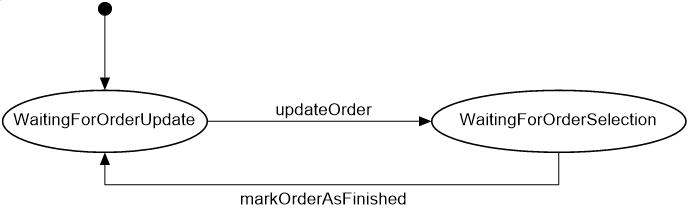 updateOrder
WaitingForOrderUpdate
WaitingForOrderSelection
markOrderAsFinished